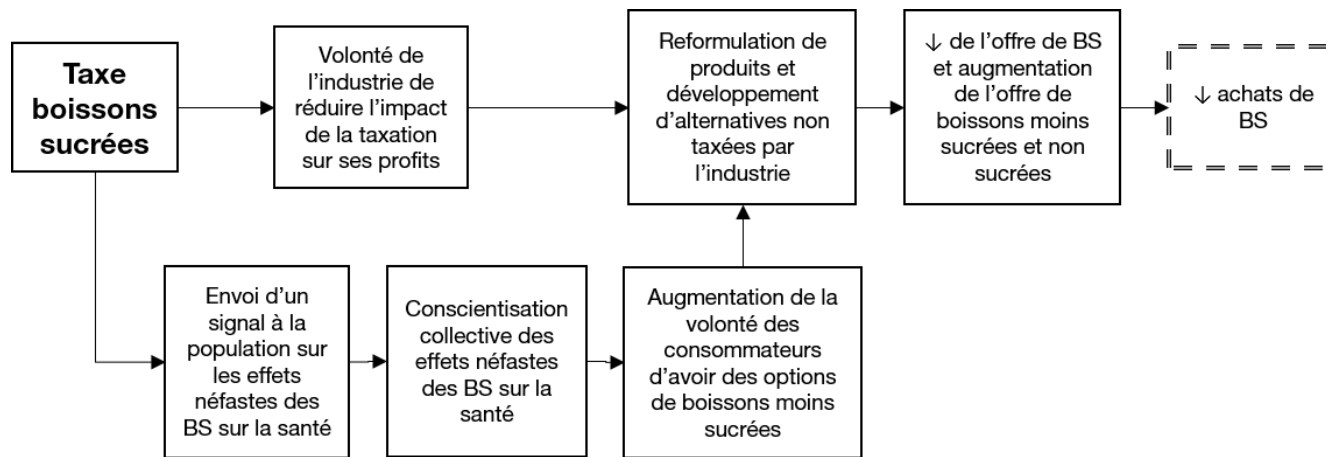 Taxe
boissons
sucrées
Volonté de
l’industrie de
réduire l’impact
de la taxation
sur ses profits
Reformulation de
produits et
développement
d’alternatives non
taxées par
l’industrie
↓ de l’offre de BS
et augmentation
de l’offre de
boissons moins
sucrées et non
sucrées
↓ achats de
BS
Envoi d’un
signal à la
population sur
les effets
néfastes des
BS sur la santé
Conscientisation
collective des
effets néfastes
des BS sur la
santé
Augmentation de la
volonté des
consommateurs
d’avoir des options
de boissons moins
sucrées